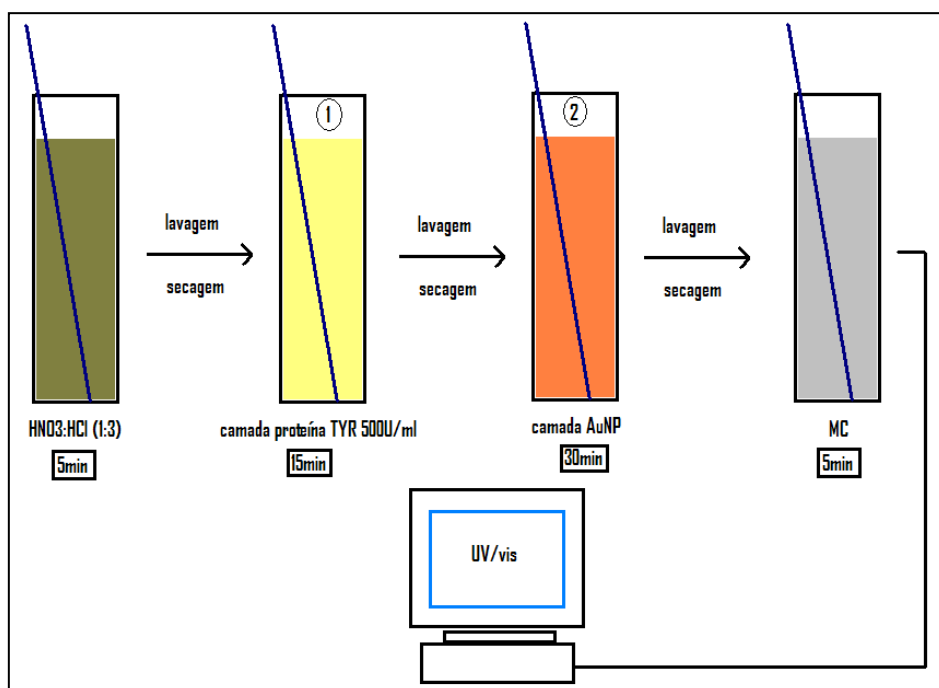 1
2
lavagem
secagem
lavagem
secagem
lavagem
secagem
HNO3:HCl (1:3)
5min
camada proteína TYR 500U/ml
15min
camada AuNP
30min
MC
5min
UV/vis